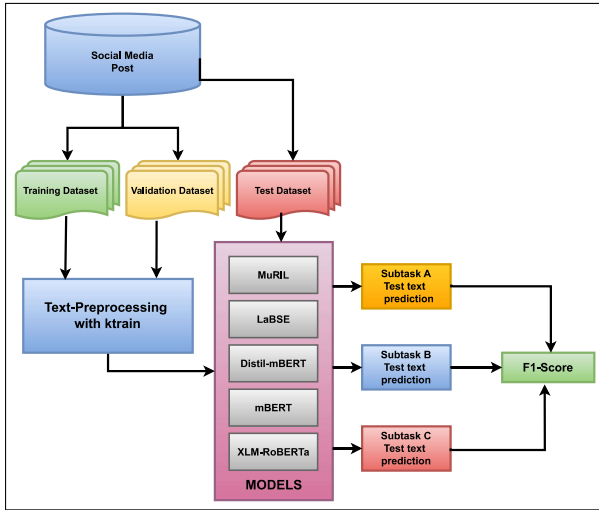 Social Media
Post
Training Dataset
Validation Dataset
Test Dataset
Text-Preprocessing
with ktrain
MuRIL
LaBSE
Distil-mBERT
mBERT
XLM-RoBERTa
MODELS
Subtask A
Test text
prediction
Subtask B
Test text
prediction
Subtask C
Test text
prediction
F1-Score